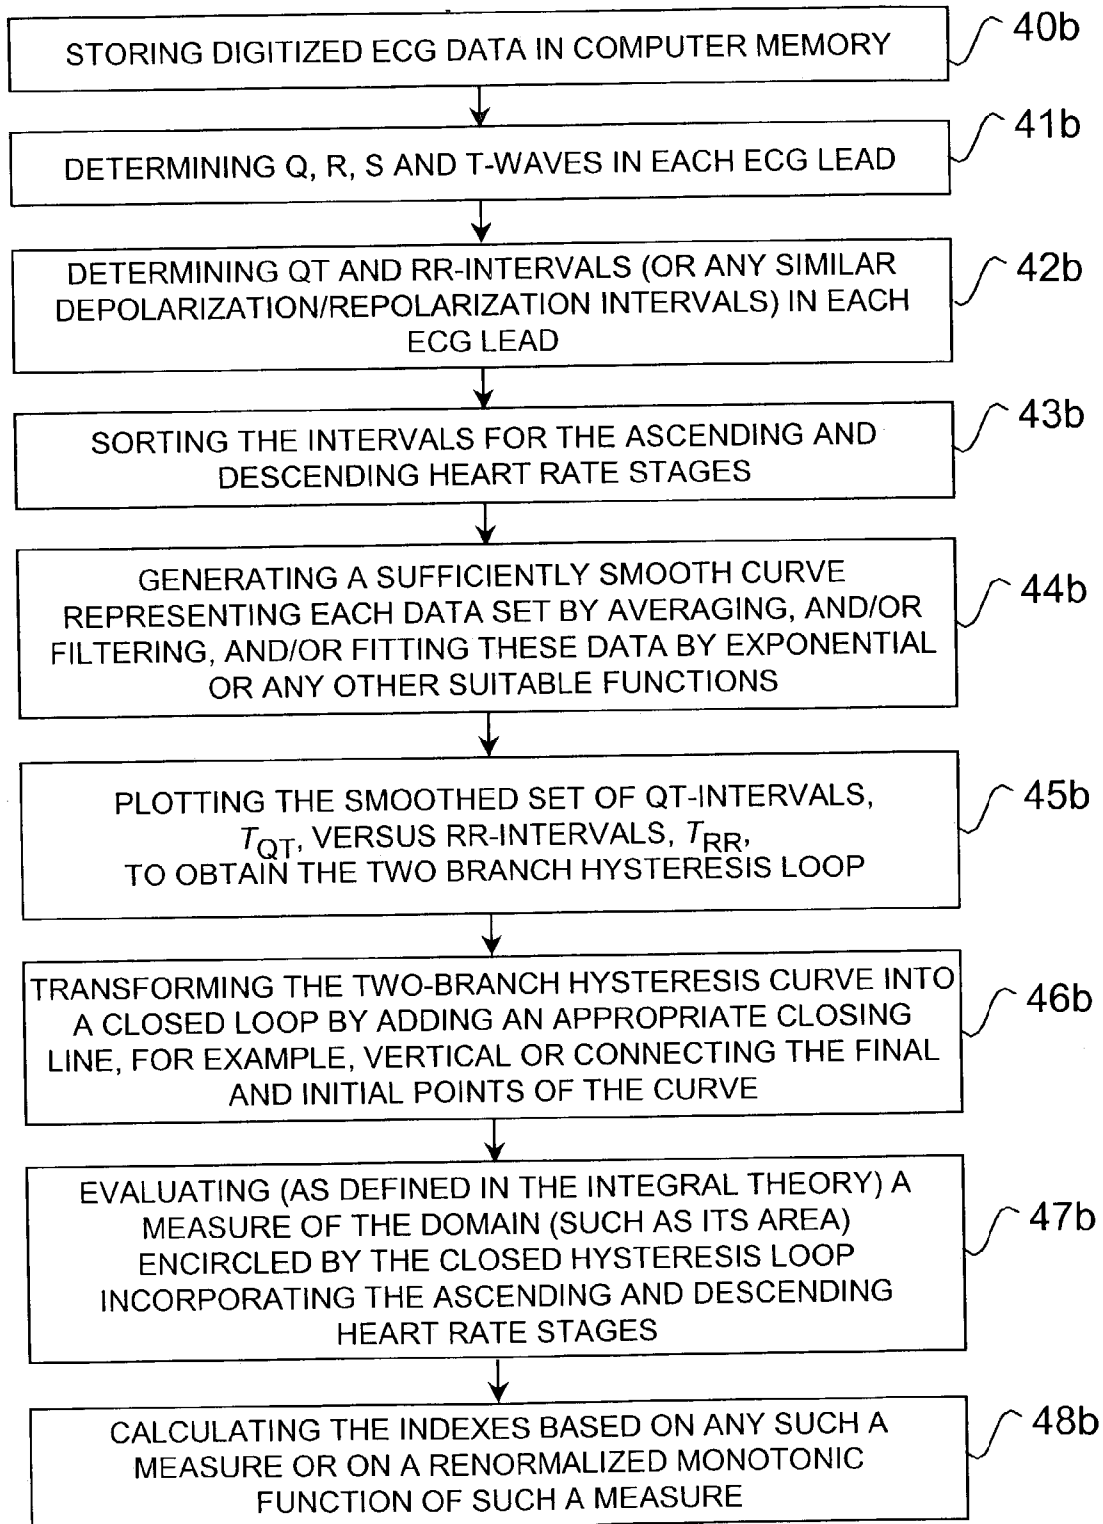 STORING DIGITIZED ECG DATA IN COMPUTER MEMORY
40b
DETERMINING Q, R, S AND T-WAVES IN EACH ECG LEAD
41b
DETERMINING QT AND RR-INTERVALS (OR ANY SIMILAR
DEPOLARIZATION/REPOLARIZATION INTERVALS) IN EACH
ECG LEAD
42b
SORTING THE INTERVALS FOR THE ASCENDING AND
DESCENDING HEART RATE STAGES
43b
GENERATING A SUFFICIENTLY SMOOTH CURVE
REPRESENTING EACH DATA SET BY AVERAGING, AND/OR
FILTERING, AND/OR FITTING THESE DATA BY EXPONENTIAL
OR ANY OTHER SUITABLE FUNCTIONS
44b
PLOTTING THE SMOOTHED SET OF QT-INTERVALS,
TQT, VERSUS RR-INTERVALS, TRR,
TO OBTAIN THE TWO BRANCH HYSTERESIS LOOP
45b
TRANSFORMING THE TWO-BRANCH HYSTERESIS CURVE INTO
A CLOSED LOOP BY ADDING AN APPROPRIATE CLOSING
LINE, FOR EXAMPLE, VERTICAL OR CONNECTING THE FINAL
AND INITIAL POINTS OF THE CURVE
46b
EVALUATING (AS DEFINED IN THE INTEGRAL THEORY) A
MEASURE OF THE DOMAIN (SUCH AS ITS AREA)
ENCIRCLED BY THE CLOSED HYSTERESIS LOOP
INCORPORATING THE ASCENDING AND DESCENDING
HEART RATE STAGES
47b
CALCULATING THE INDEXES BASED ON ANY SUCH A
MEASURE OR ON A RENORMALIZED MONOTONIC
FUNCTION OF SUCH A MEASURE
48b